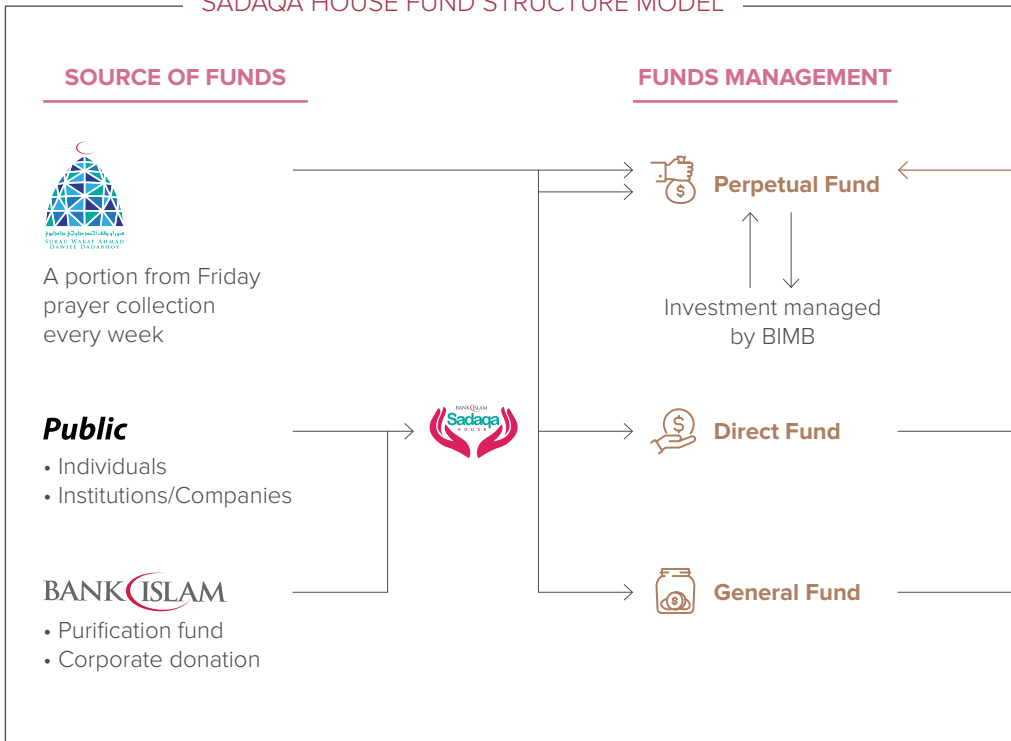 SADAQA HOUSE FUND STRUCTURE MODEL
SOURCE OF FUNDS
FUNDS MANAGEMENT
SURAU WAKAF AHMAD
DAWJEE DADABHOY
A portion from Friday
prayer collection
every week
Perpetual Fund
Investment managed
by BIMB
Public
• Individuals
• Institutions/Companies
BANK ISLAM
Sadaqa
HOUSE
Direct Fund
BANK ISLAM
• Purification fund
• Corporate donation
General Fund